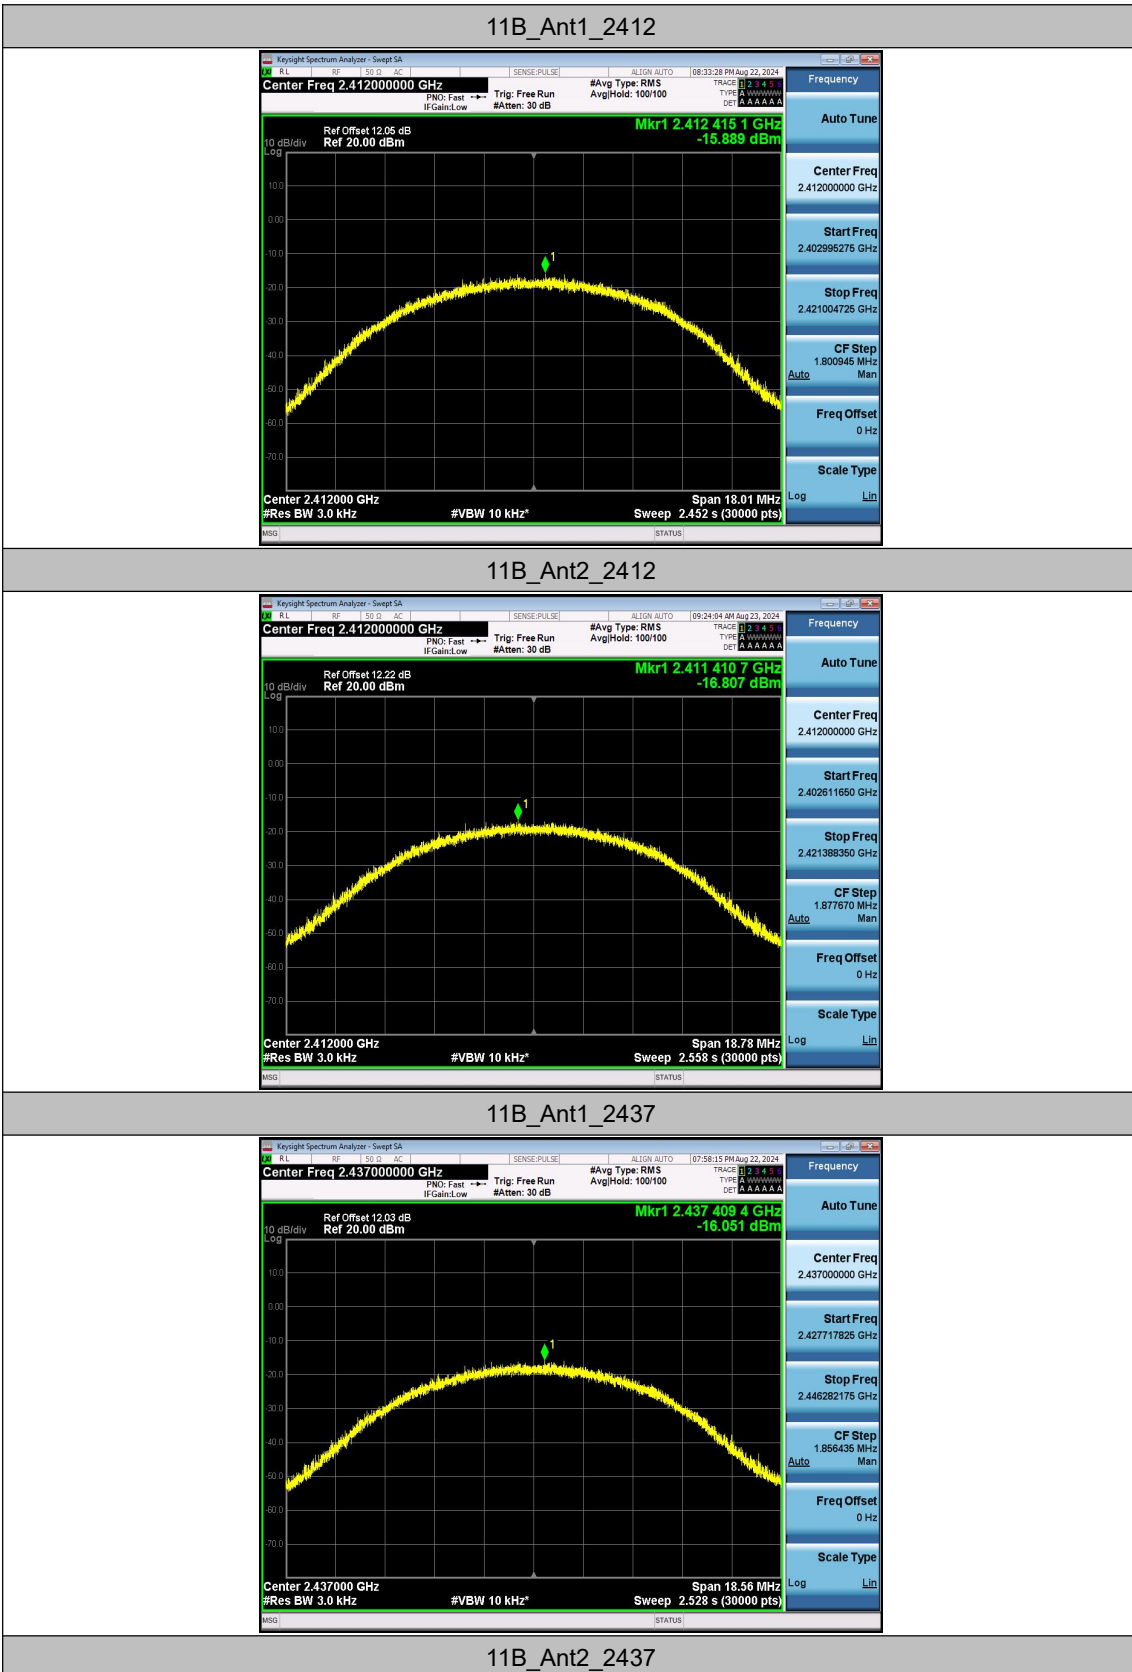 11B_Ant1_2412
Keysight Spectrum Analyzer - Swept SA
RL RF 50 Ω AC SENSE:PULSE ALIGN AUTO 08:33:28 PM Aug 22, 2024
Center Freq 2.412000000 GHz
PNO: Fast
IFGain:Low
Trig: Free Run
#Atten: 30 dB
#Avg Type: RMS
Avg|Hold: 100/100
TRACE 1 2 3 4 5 6
TYPE A WWWWW
DET A A A A A A
Frequency
Mkr1 2.412 415 1 GHz
-15.889 dBm
Ref Offset 12.05 dB
10 dB/div Ref 20.00 dBm
Log
10.0
0.00
-10.0
-20.0
-30.0
-40.0
-50.0
-60.0
-70.0
1
Center 2.412000 GHz Span 18.01 MHz
#Res BW 3.0 kHz #VBW 10 kHz* Sweep 2.452 s (30000 pts)
Auto Tune
Center Freq
2.412000000 GHz
Start Freq
2.402995275 GHz
Stop Freq
2.421004725 GHz
CF Step
1.800945 MHz
Auto Man
Freq Offset
0 Hz
Scale Type
Log Lin
MSG STATUS
11B_Ant2_2412
Keysight Spectrum Analyzer - Swept SA
RL RF 50 Ω AC SENSE:PULSE ALIGN AUTO 09:24:04 AM Aug 23, 2024
Center Freq 2.412000000 GHz
PNO: Fast
IFGain:Low
Trig: Free Run
#Atten: 30 dB
#Avg Type: RMS
Avg|Hold: 100/100
TRACE 1 2 3 4 5 6
TYPE A WWWWW
DET A A A A A A
Frequency
Mkr1 2.411 410 7 GHz
-16.807 dBm
Ref Offset 12.22 dB
10 dB/div Ref 20.00 dBm
Log
10.0
0.00
-10.0
-20.0
-30.0
-40.0
-50.0
-60.0
-70.0
1
Center 2.412000 GHz Span 18.78 MHz
#Res BW 3.0 kHz #VBW 10 kHz* Sweep 2.558 s (30000 pts)
Auto Tune
Center Freq
2.412000000 GHz
Start Freq
2.402611650 GHz
Stop Freq
2.421388350 GHz
CF Step
1.877670 MHz
Auto Man
Freq Offset
0 Hz
Scale Type
Log Lin
MSG STATUS
11B_Ant1_2437
Keysight Spectrum Analyzer - Swept SA
RL RF 50 Ω AC SENSE:PULSE ALIGN AUTO 07:58:15 PM Aug 22, 2024
Center Freq 2.437000000 GHz
PNO: Fast
IFGain:Low
Trig: Free Run
#Atten: 30 dB
#Avg Type: RMS
Avg|Hold: 100/100
TRACE 1 2 3 4 5 6
TYPE A WWWWW
DET A A A A A A
Frequency
Mkr1 2.437 409 4 GHz
-16.051 dBm
Ref Offset 12.03 dB
10 dB/div Ref 20.00 dBm
Log
10.0
0.00
-10.0
-20.0
-30.0
-40.0
-50.0
-60.0
-70.0
1
Center 2.437000 GHz Span 18.56 MHz
#Res BW 3.0 kHz #VBW 10 kHz* Sweep 2.528 s (30000 pts)
Auto Tune
Center Freq
2.437000000 GHz
Start Freq
2.427717825 GHz
Stop Freq
2.446282175 GHz
CF Step
1.856435 MHz
Auto Man
Freq Offset
0 Hz
Scale Type
Log Lin
MSG STATUS
11B_Ant2_2437